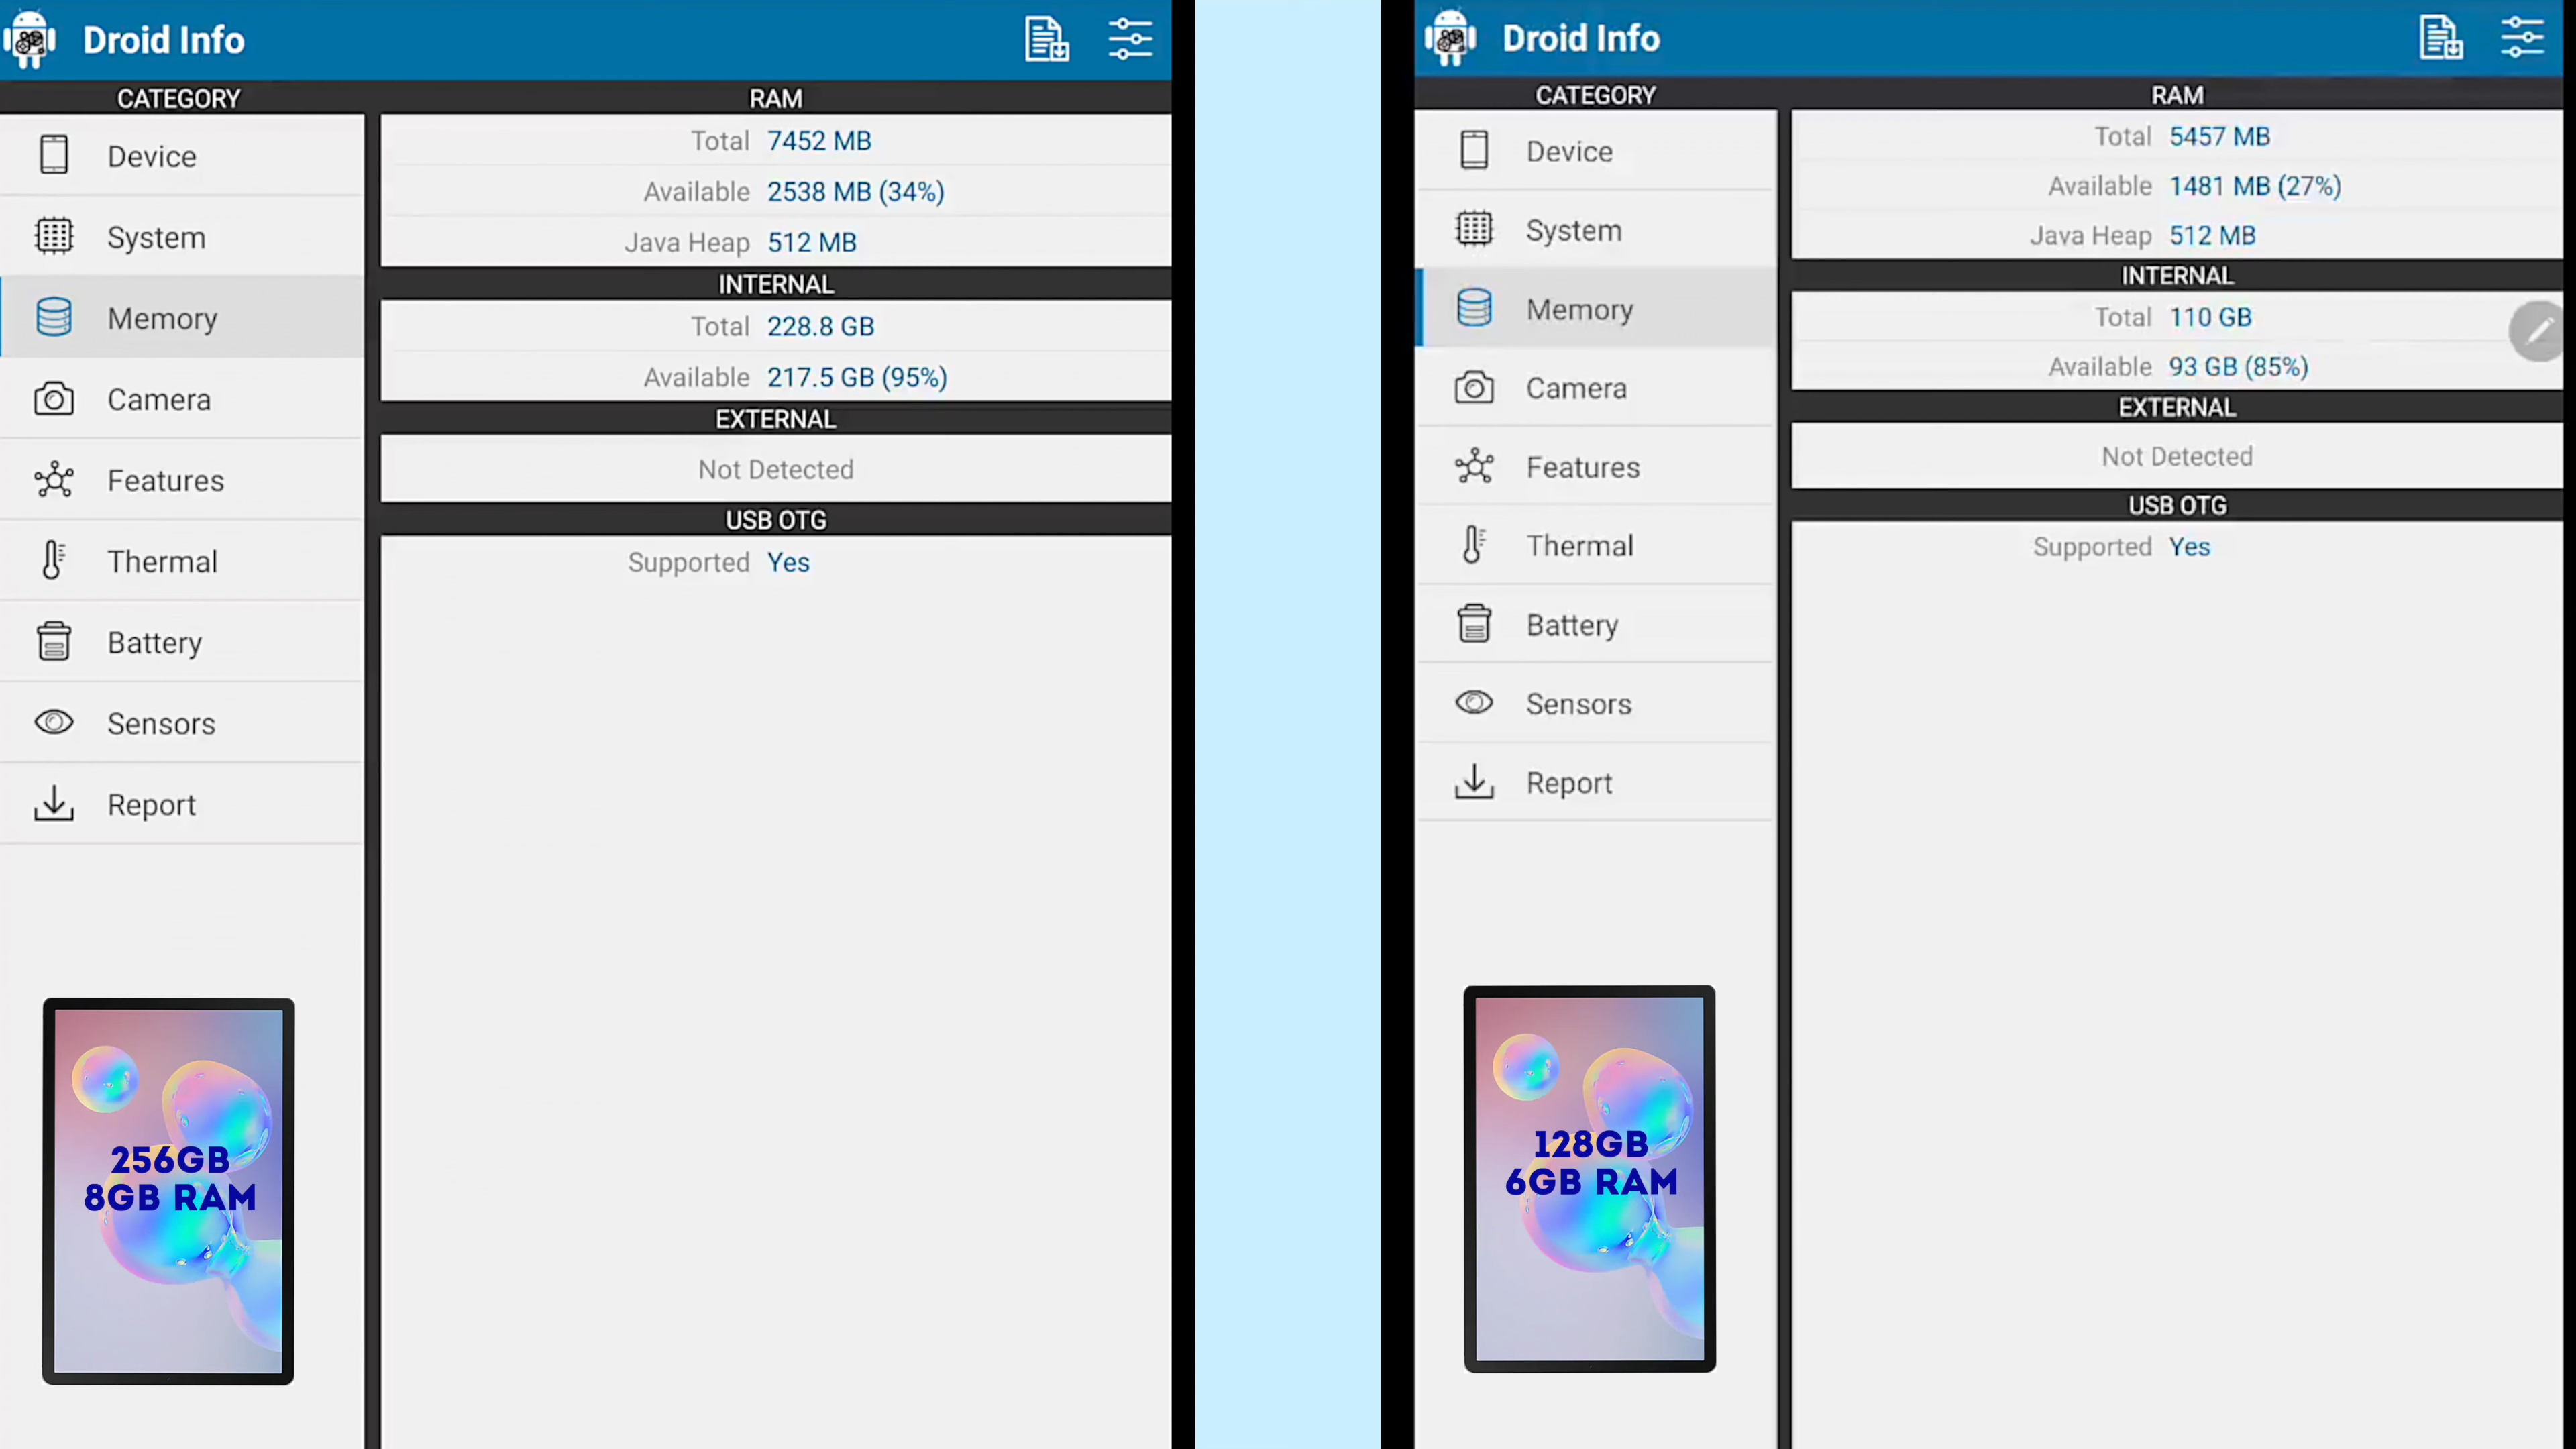 Droid Info
CATEGORY
Device
System
Memory
Camera
Features
Thermal
Battery
Sensors
Report
RAM
Total 7452 MB
Available 2538 MB (34%)
Java Heap 512 MB
INTERNAL
Total 228.8 GB
Available 217.5 GB (95%)
EXTERNAL
Not Detected
USB OTG
Supported Yes
256GB
8GB RAM
Droid Info
CATEGORY
Device
System
Memory
Camera
Features
Thermal
Battery
Sensors
Report
RAM
Total 5457 MB
Available 1481 MB (27%)
Java Heap 512 MB
INTERNAL
Total 110 GB
Available 93 GB (85%)
EXTERNAL
Not Detected
USB OTG
Supported Yes
128GB
6GB RAM